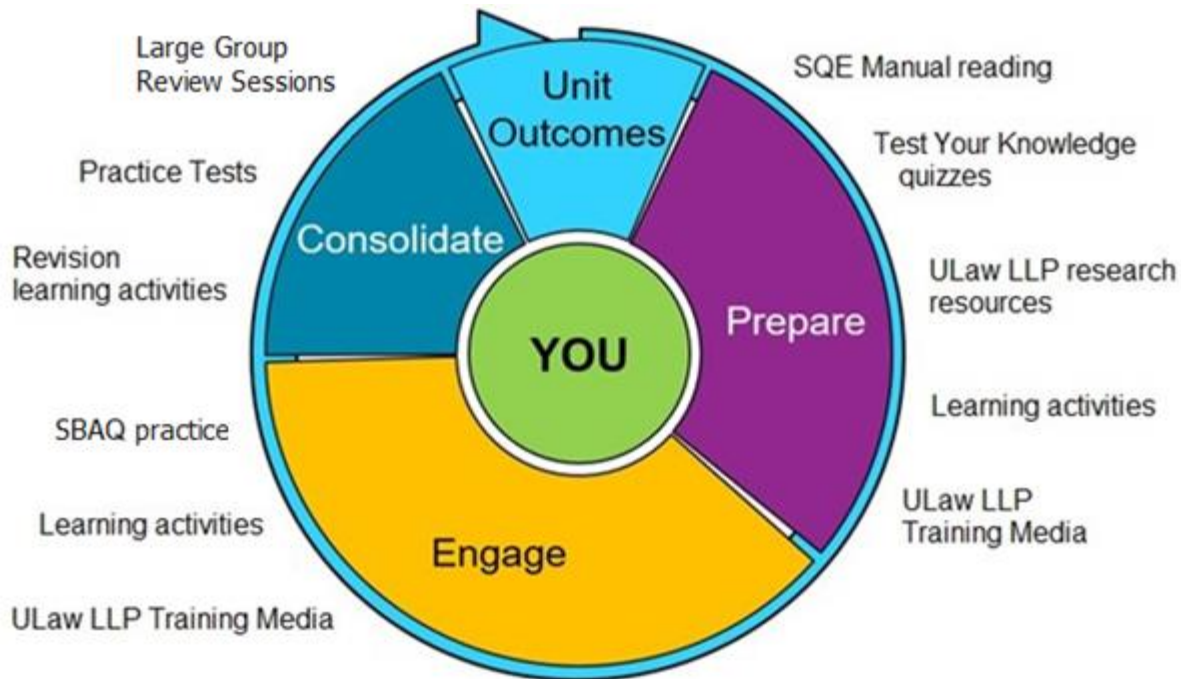 Large Group
Review Sessions
Practice Tests
Revision
learning activities
SBAQ practice
Learning activities
ULaw LLP Training Media
Unit
Outcomes
Consolidate
Prepare
Engage
YOU
SQE Manual reading
Test Your Knowledge
quizzes
ULaw LLP research
resources
Learning activities
ULaw LLP
Training Media